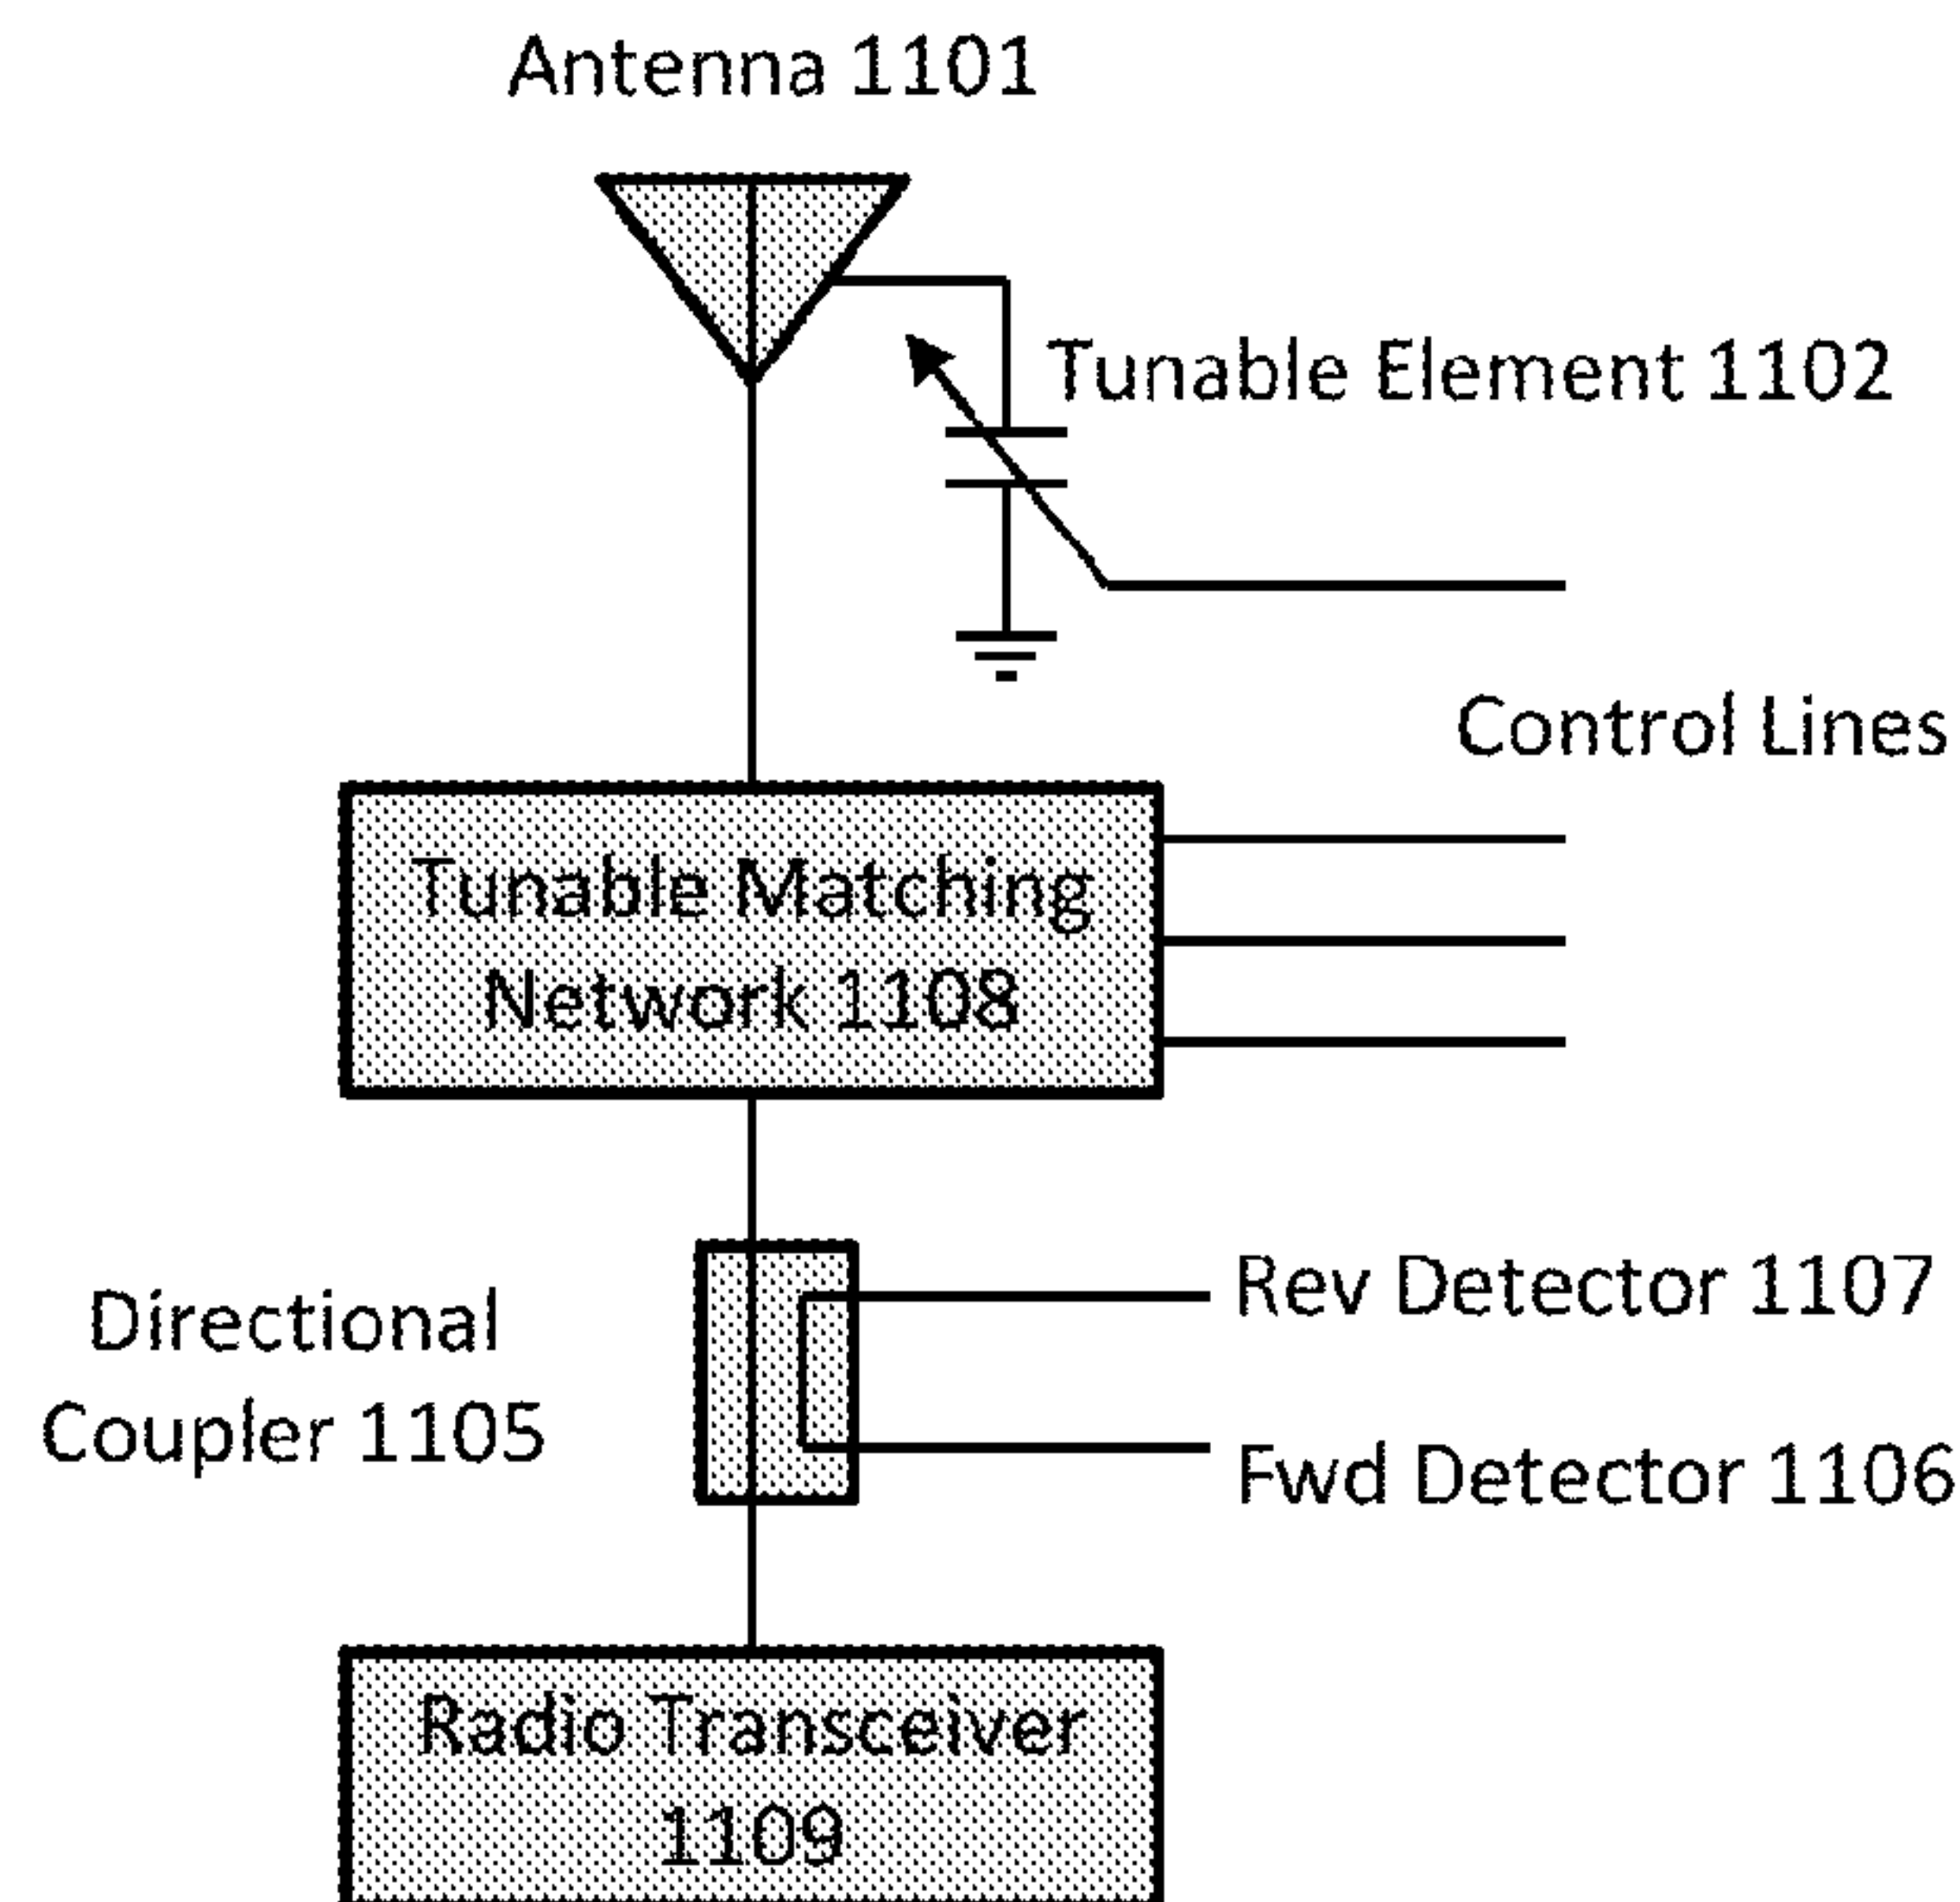 Antenna 1101
Tunable Element 1102
Control Lines
Tunable Matching
Network 1108
Rev Detector 1107
Directional
Coupler 1105
Fwd Detector 1106
Radio Transceiver
1109